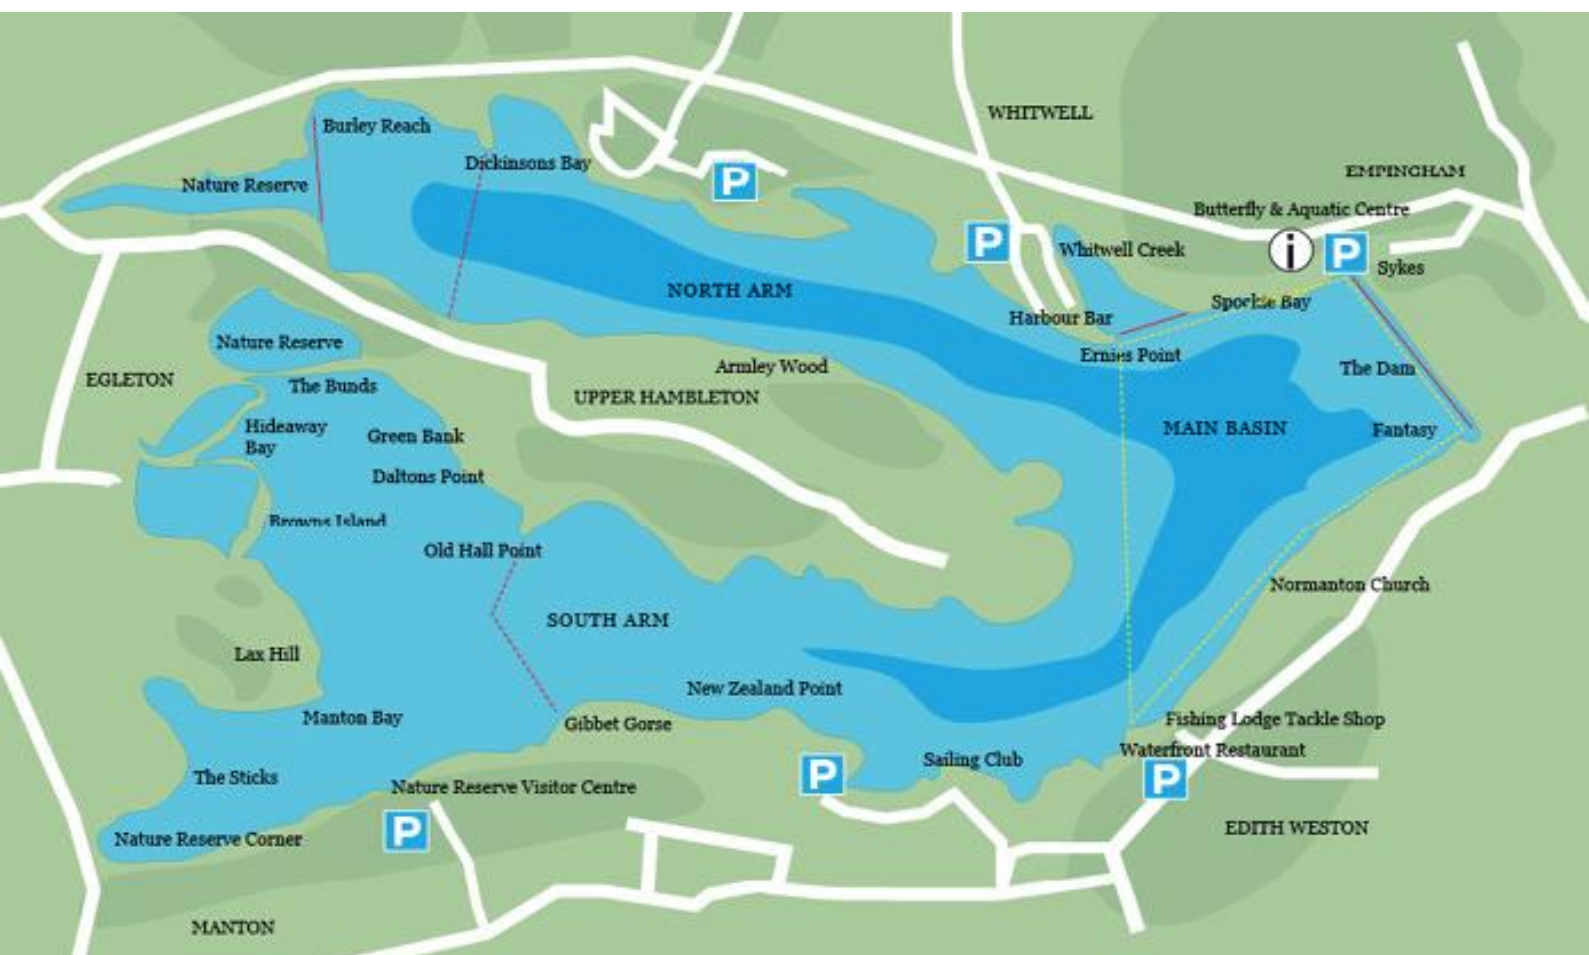 WHITWELL
Burley Reach
Dickinsons Bay
EMPINGHAM
Nature Reserve
P
Butterfly & Aquatic Centre
P
i
P
Whitwell Creek
Sykes
NORTH ARM
Harbour Bar
Sporkle Bay
Nature Reserve
Ernies Point
Armley Wood
The Dam
EGLETON
The Bunds
UPPER HAMBLETON
Hideaway
Bay
Green Bank
MAIN BASIN
Fantasy
Daltons Point
Browns Island
Old Hall Point
Normanton Church
SOUTH ARM
Lax Hill
New Zealand Point
Manton Bay
Gibbet Gorse
Fishing Lodge Tackle Shop
Waterfront Restaurant
Sailing Club
The Sticks
P
P
Nature Reserve Visitor Centre
P
Nature Reserve Corner
EDITH WESTON
MANTON